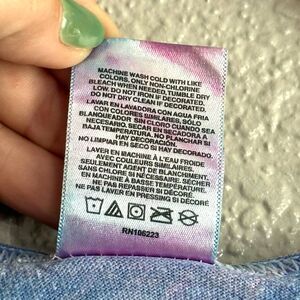 MACHINE WASH COLD WITH LIKE
COLORS. ONLY NON-CHLORINE
BLEACH WHEN NEEDED. TUMBLE DRY
LOW. DO NOT IRON IF DECORATED.
DO NOT DRY CLEAN IF DECORATED.
LAVAR EN LAVADORA CON AGUA FRIA
CON COLORES SIMILARES. SÓLO
BLANQUEADOR SIN CLORO CUANDO SEA
NECESARIO. SECAR EN SECADORA A
BAJA TEMPERATURA. NO PLANCHAR SI
HAY DECORADO.
NO LIMPIAR EN SECO SI HAY DECORADO.
LAVER EN MACHINE À L'EAU FROIDE
AVEC COULEURS SIMILAIRES.
SEULEMENT AGENT DE BLANCHIMENT.
SANS CHLORE SI NÉCESSAIRE. SÉCHER
EN MACHINE À BASSE TEMPÉRATURE.
NE PAS REPASSER SI DÉCORÉ
NE PAS LAVER EN PRESSING SI DÉCORÉ
RN106223